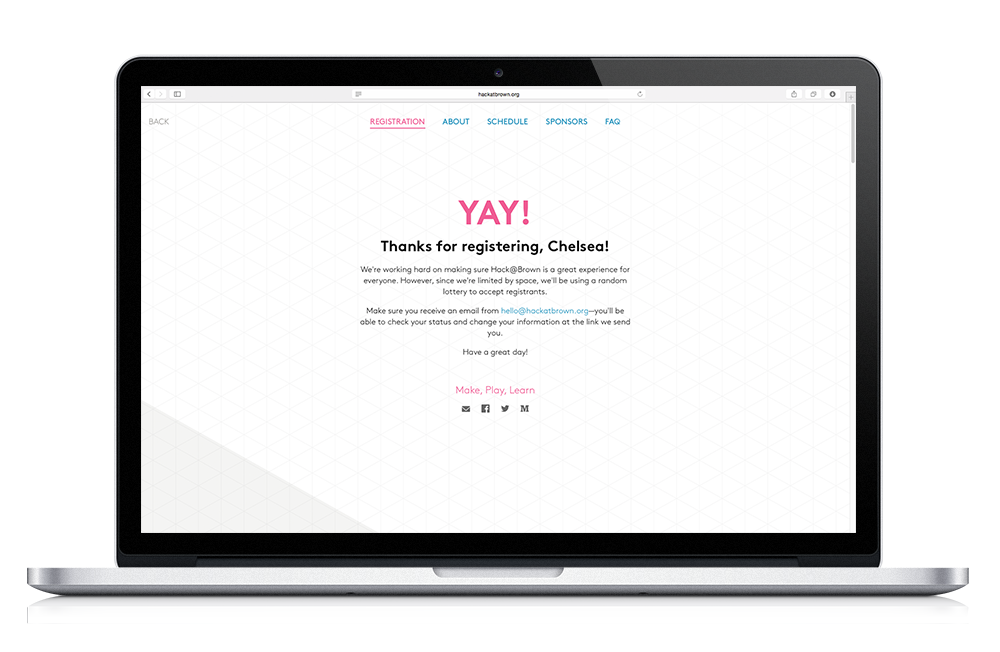 hackatbrown.org
BACK
REGISTRATION ABOUT SCHEDULE SPONSORS FAQ
YAY!
Thanks for registering, Chelsea!
We're working hard on making sure Hack@Brown is a great experience for
everyone. However, since we're limited by space, we'll be using a random
lottery to accept registrants.
Make sure you receive an email from hello@hackatbrown.org—you'll be
able to check your status and change your information at the link we send
you.
Have a great day!
Make, Play, Learn
M